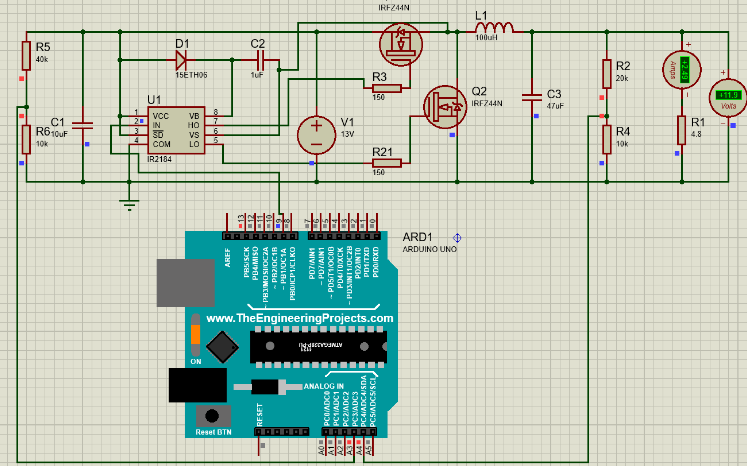 IRFZ44N
L1
100uH
R5
40k
D1
15ETH06
C2
1uF
R3
150
Q2
IRFZ44N
C3
47uF
R2
20k
Amps
+2.49
+11.9
Volts
R6
10k
C1
10uF
U1
1 VCC VB 8
2 IN HO 7
3 SD VS 6
4 COM LO 5
IR2184
V1
13V
R21
150
R4
10k
R1
4.8
13 12 11 10 9 8 7 6 5 4 3 2 1 0
ARD1
ARDUINO UNO
AREF
PB5/SCK
PB4/MISO
~PB3/MOSI/OC2A
~ PB2/OC1B
~ PB1/OC1A
PB0/ICP1/CLKO
PD7/AIN1
~ PD5/T1/OC0B
PD4/T0/XCK
~ PD3/INT1/OC2B
PD2/INT0
PD1/TXD
PD0/RXD
www.TheEngineeringProjects.com
ATMEGA328P-PU
ON
ANALOG IN
Reset BTN
RESET
PC0/ADC0
PC1/ADC1
PC2/ADC2
PC3/ADC3
PC4/ADC4/SDA
PC5/ADC5/SCL
A0 A1 A2 A3 A4 A5